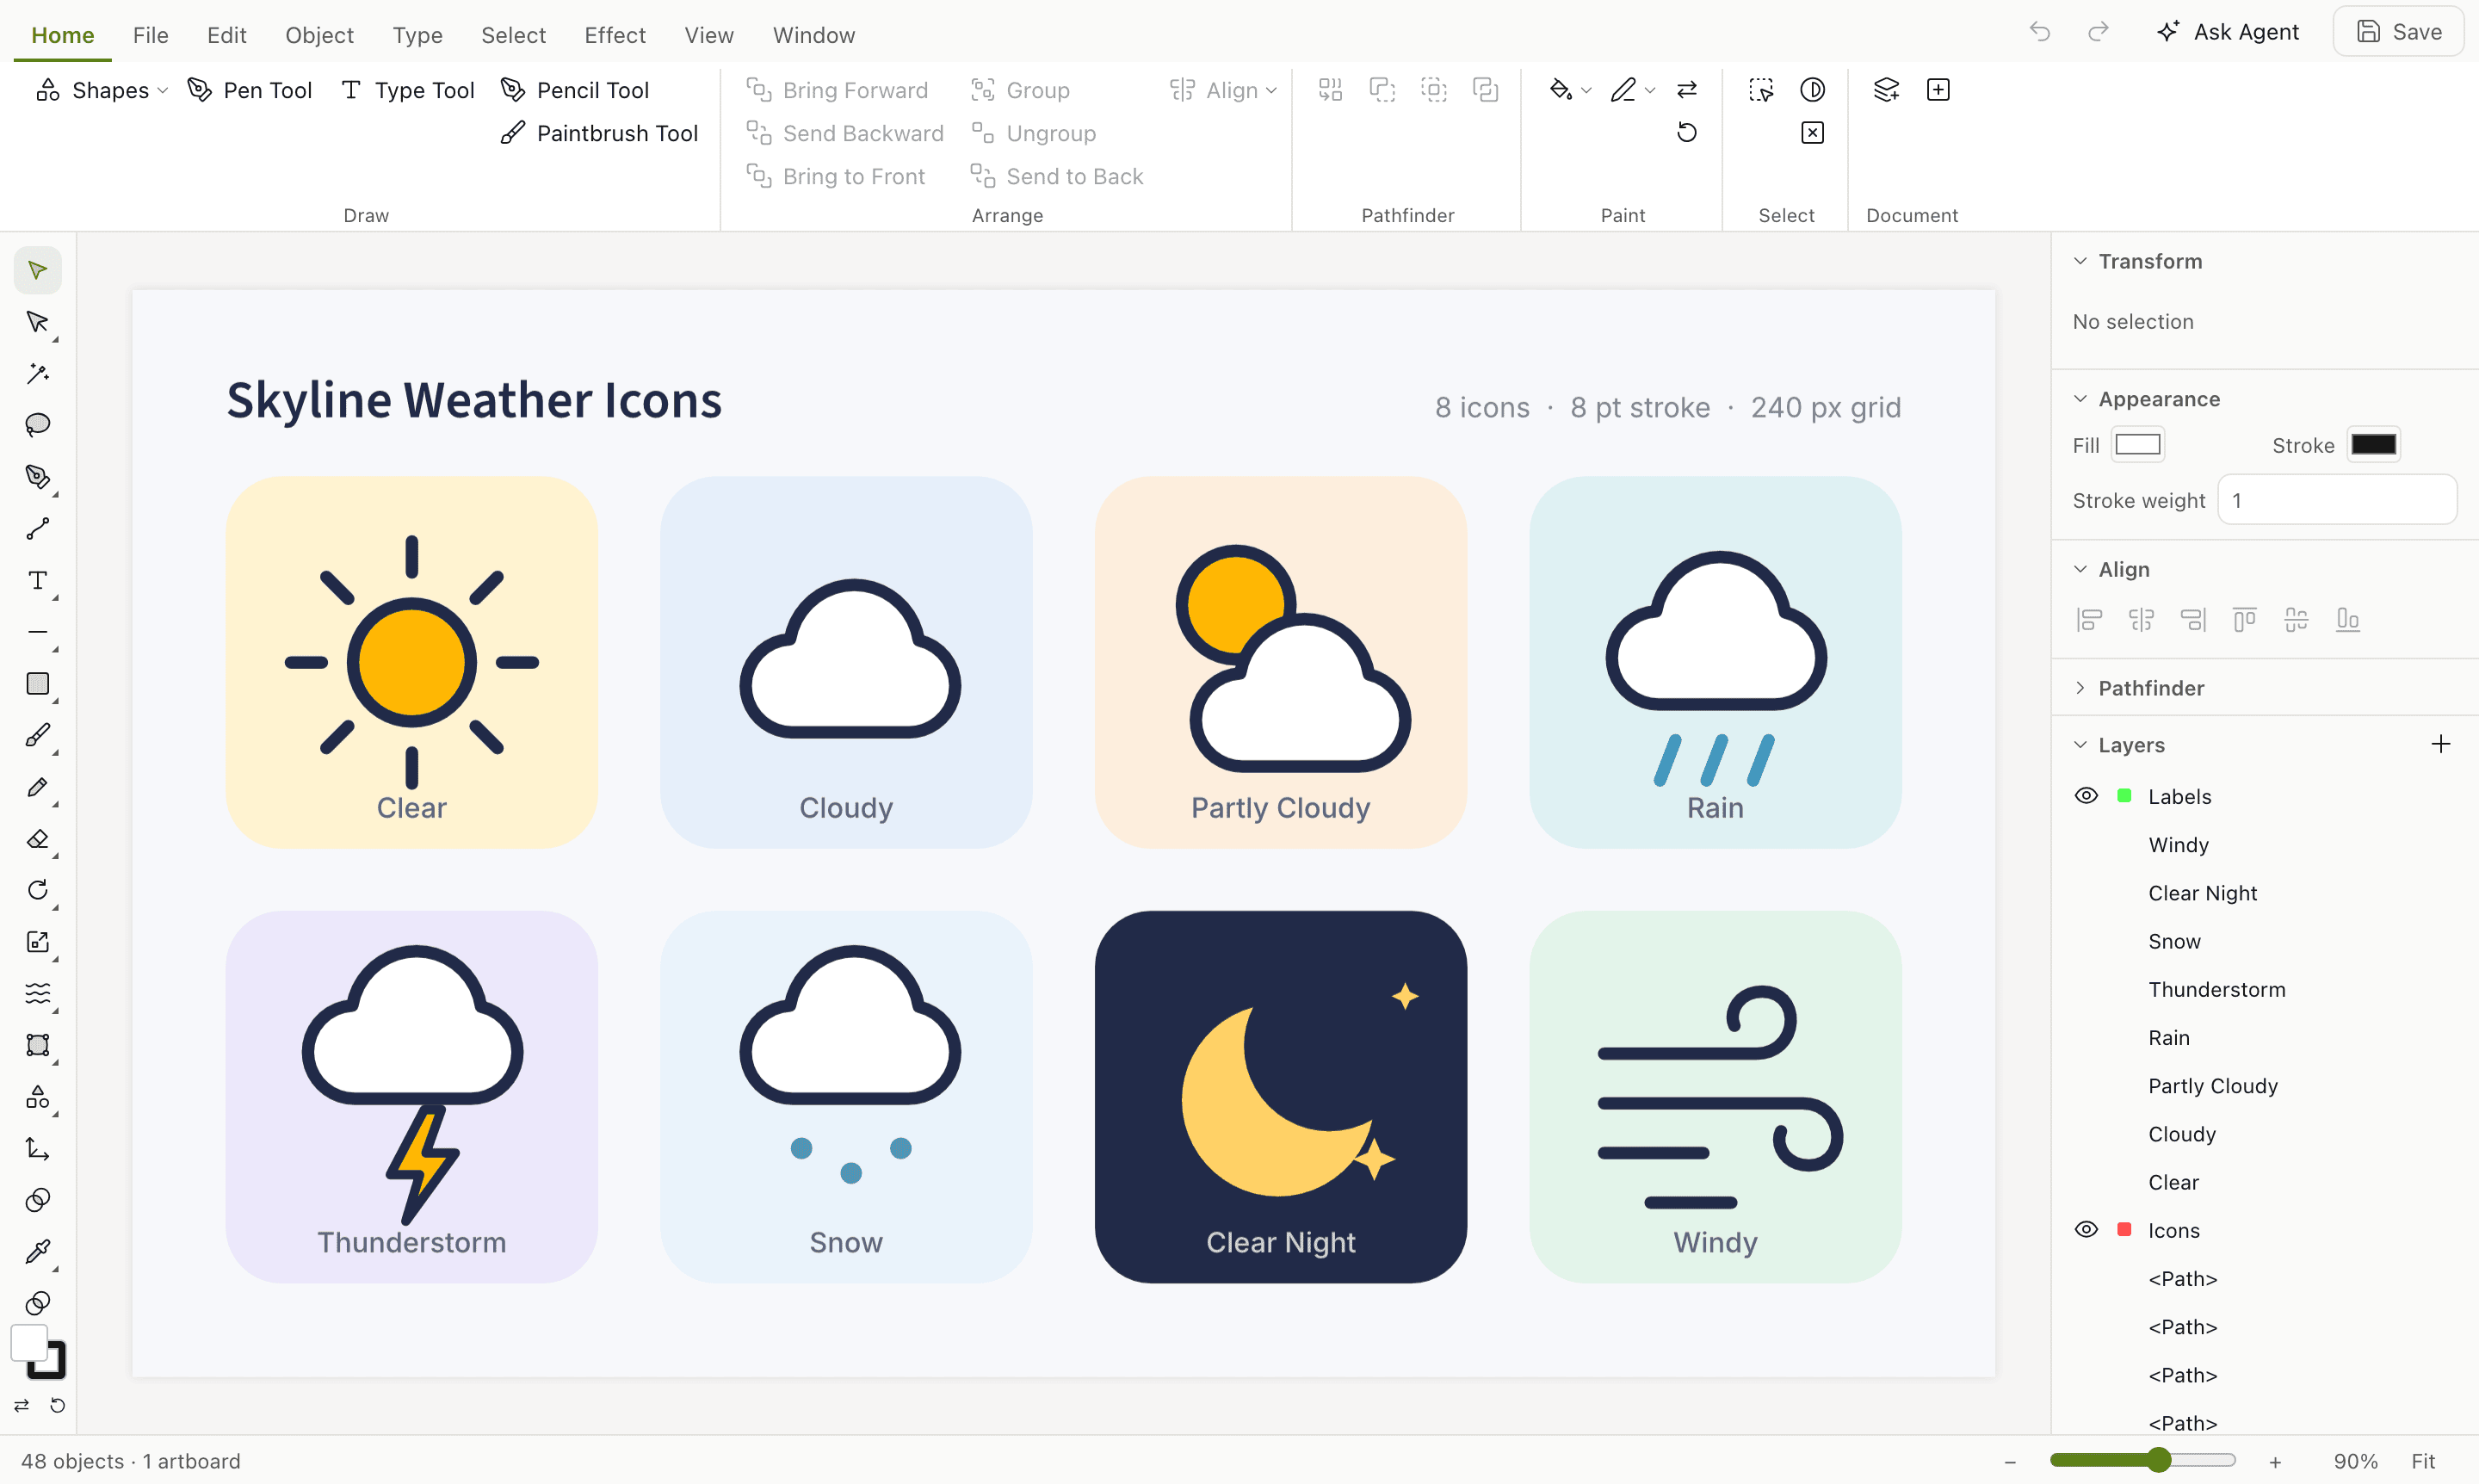 Home File Edit Object Type Select Effect View Window Ask Agent Save
Shapes Pen Tool Type Tool Pencil Tool
Paintbrush Tool
Draw
Bring Forward Group Align
Send Backward Ungroup
Bring to Front Send to Back
Arrange
Pathfinder
Paint
Select
Document
Skyline Weather Icons
8 icons · 8 pt stroke · 240 px grid
Clear
Cloudy
Partly Cloudy
Rain
Thunderstorm
Snow
Clear Night
Windy
Transform
No selection
Appearance
Fill Stroke
Stroke weight 1
Align
Pathfinder
Layers
Labels
Windy
Clear Night
Snow
Thunderstorm
Rain
Partly Cloudy
Cloudy
Clear
Icons
<Path>
<Path>
<Path>
<Path>
48 objects · 1 artboard
90% Fit